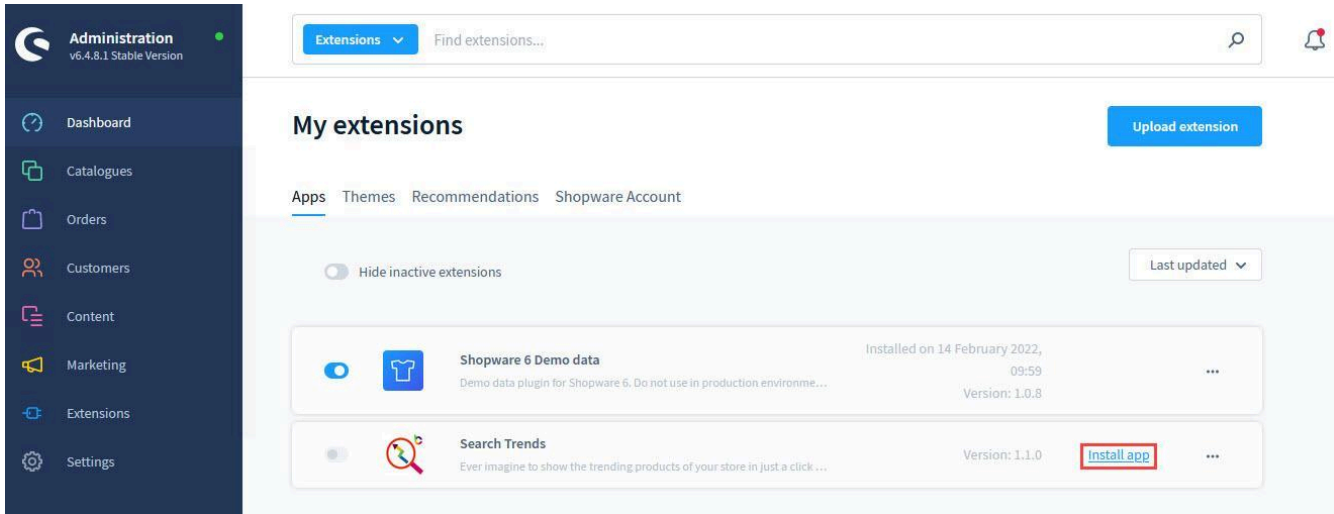 Administration
v6.4.8.1 Stable Version
Dashboard
Catalogues
Orders
Customers
Content
Marketing
Extensions
Settings
Extensions
Find extensions...
My extensions
Upload extension
Apps Themes Recommendations Shopware Account
Hide inactive extensions
Last updated
Shopware 6 Demo data
Demo data plugin for Shopware 6. Do not use in production environme...
Installed on 14 February 2022,
09:59
Version: 1.0.8
Search Trends
Ever imagine to show the trending products of your store in just a click ...
Version: 1.1.0
Install app